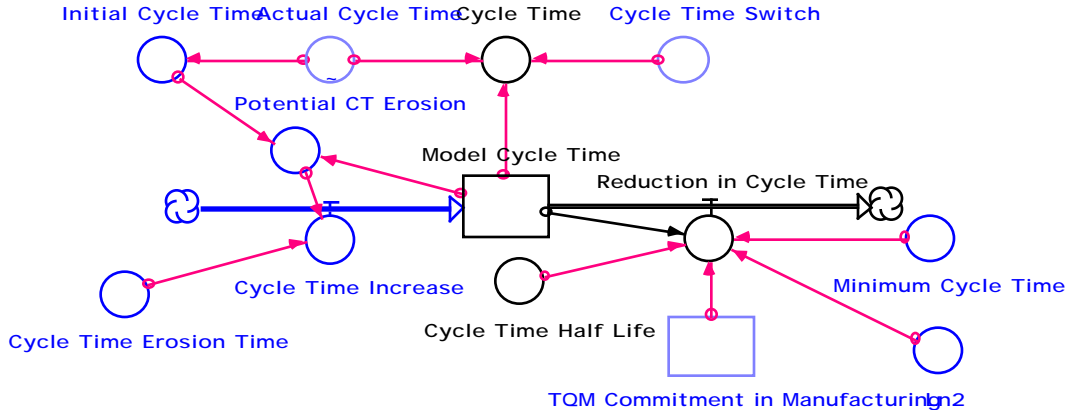 Initial Cycle Time
Actual Cycle Time
Cycle Time
Cycle Time Switch
~
Potential CT Erosion
Model Cycle Time
Reduction in Cycle Time
Cycle Time Increase
Minimum Cycle Time
Cycle Time Erosion Time
Cycle Time Half Life
TQM Commitment in Manufacturing
Ln2